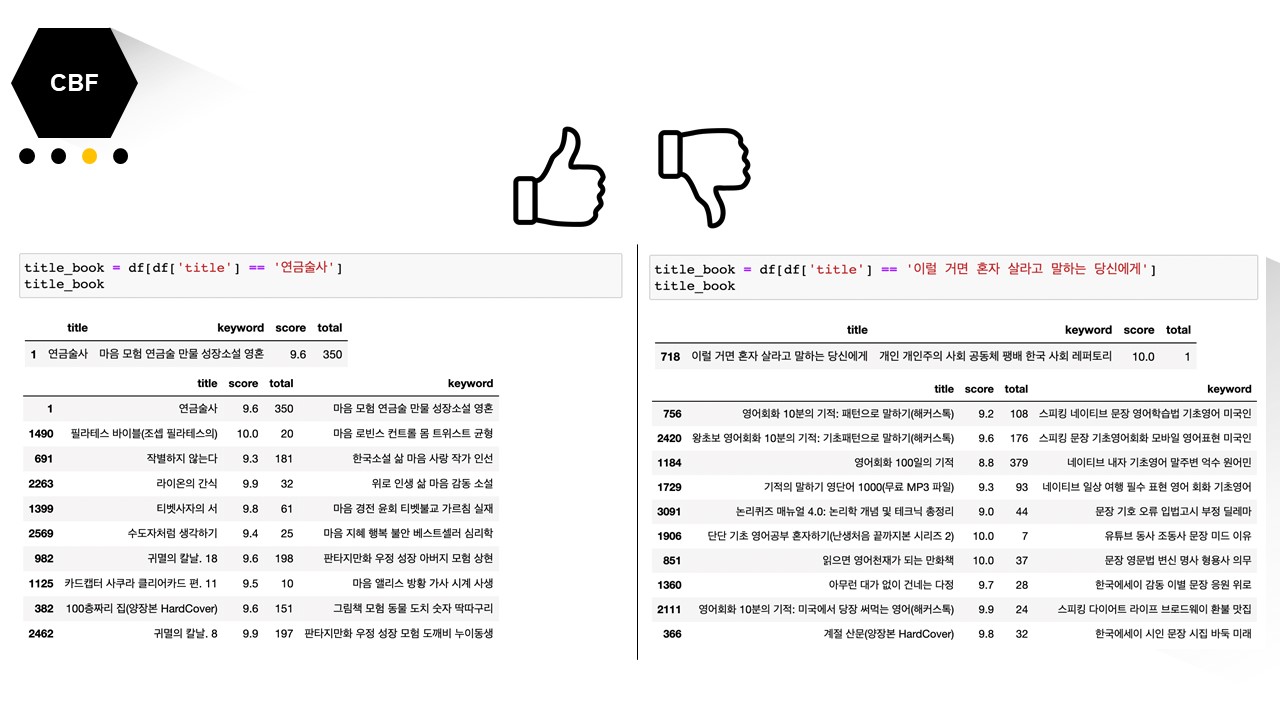 CBF
title_book = df[df['title'] == '연금술사']
title_book
title keyword score total
1 연금술사 마음 모험 연금술 만물 성장소설 영혼 9.6 350
title score total keyword
1 연금술사 9.6 350 마음 모험 연금술 만물 성장소설 영혼
1490 필라테스 바이블(조셉 필라테스의) 10.0 20 마음 로빈스 컨트롤 몸 트위스트 균형
691 작별하지 않는다 9.3 181 한국소설 삶 마음 사랑 작가 인선
2263 라이온의 간식 9.9 32 위로 인생 삶 마음 감동 소설
1399 티벳사자의 서 9.8 61 마음 경전 윤회 티벳불교 가르침 실재
2569 수도자처럼 생각하기 9.4 25 마음 지혜 행복 불안 베스트셀러 심리학
982 귀멸의 칼날. 18 9.6 198 판타지만화 우정 성장 아버지 모험 상현
1125 카드캡터 사쿠라 클리어카드 편. 11 9.5 10 마음 앨리스 방황 가사 시계 사생
382 100층짜리 집(양장본 HardCover) 9.6 151 그림책 모험 동물 도치 숫자 딱따구리
2462 귀멸의 칼날. 8 9.9 197 판타지만화 우정 성장 모험 도깨비 누이동생
title_book = df[df['title'] == '이럴 거면 혼자 살라고 말하는 당신에게']
title_book
title keyword score total
718 이럴 거면 혼자 살라고 말하는 당신에게 개인 개인주의 사회 공동체 팽배 한국 사회 레퍼토리 10.0 1
title score total keyword
756 영어회화 10분의 기적: 패턴으로 말하기(해커스톡) 9.2 108 스피킹 네이티브 문장 영어학습법 기초영어 미국인
2420 왕초보 영어회화 10분의 기적: 기초패턴으로 말하기(해커스톡) 9.6 176 스피킹 문장 기초영어회화 모바일 영어표현 미국인
1184 영어회화 100일의 기적 8.8 379 네이티브 내자 기초영어 말주변 억수 원어민
1729 기적의 말하기 영단어 1000(무료 MP3 파일) 9.3 93 네이티브 일상 여행 필수 표현 영어 회화 기초영어
3091 논리퀴즈 매뉴얼 4.0: 논리학 개념 및 테크닉 총정리 9.0 44 문장 기호 오류 입법고시 부정 딜레마
1906 단단 기초 영어공부 혼자하기(난생처음 끝까지본 시리즈 2) 10.0 7 유튜브 동사 조동사 문장 미드 이유
851 읽으면 영어천재가 되는 만화책 10.0 37 문장 영문법 변신 명사 형용사 의무
1360 아무런 대가 없이 건네는 다정 9.7 28 한국에세이 감동 이별 문장 응원 위로
2111 영어회화 10분의 기적: 미국에서 당장 써먹는 영어(해커스톡) 9.9 24 스피킹 다이어트 라이프 브로드웨이 환불 맛집
366 계절 산문(양장본 HardCover) 9.8 32 한국에세이 시인 문장 시집 바둑 미래